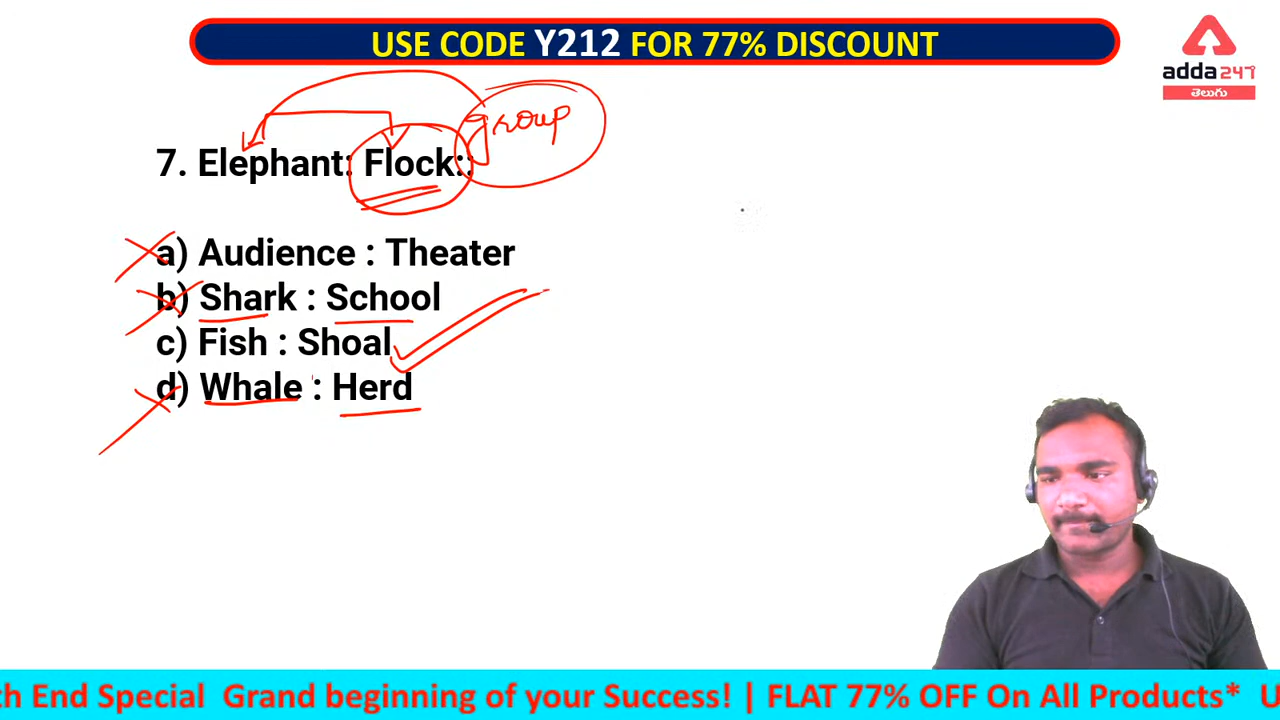 USE CODE Y212 FOR 77% DISCOUNT
adda247
తెలుగు
group
7. Elephant: Flock::
a) Audience : Theater
b) Shark : School
c) Fish : Shoal
d) Whale : Herd
End Special Grand beginning of your Success! | FLAT 77% OFF On All Products*